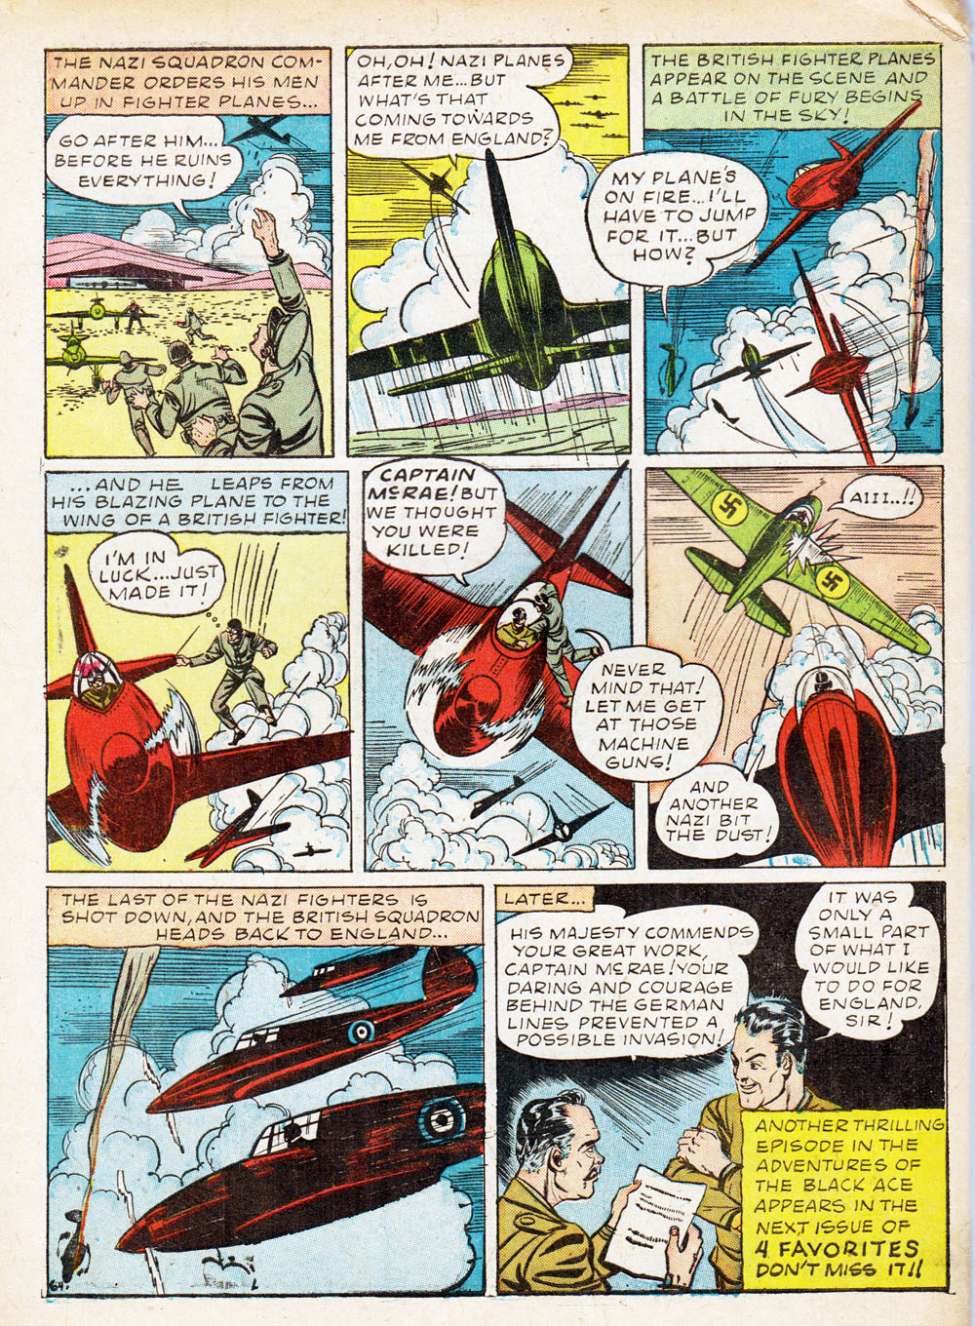 THE NAZI SQUADRON COM-
MANDER ORDERS HIS MEN
UP IN FIGHTER PLANES...
GO AFTER HIM...
BEFORE HE RUINS
EVERYTHING!
OH, OH! NAZI PLANES
AFTER ME...BUT
WHAT'S THAT
COMING TOWARDS
ME FROM ENGLAND?
THE BRITISH FIGHTER PLANES
APPEAR ON THE SCENE AND
A BATTLE OF FURY BEGINS
IN THE SKY!
MY PLANE'S
ON FIRE...I'LL
HAVE TO JUMP
FOR IT...BUT
HOW?
...AND HE LEAPS FROM
HIS BLAZING PLANE TO THE
WING OF A BRITISH FIGHTER!
I'M IN
LUCK...JUST
MADE IT!
CAPTAIN
McRAE! BUT
WE THOUGHT
YOU WERE
KILLED!
NEVER
MIND THAT!
LET ME GET
AT THOSE
MACHINE
GUNS!
AIII..!!
AND
ANOTHER
NAZI BIT
THE DUST!
THE LAST OF THE NAZI FIGHTERS IS
SHOT DOWN, AND THE BRITISH SQUADRON
HEADS BACK TO ENGLAND...
64.
LATER...
HIS MAJESTY COMMENDS
YOUR GREAT WORK,
CAPTAIN McRAE! YOUR
DARING AND COURAGE
BEHIND THE GERMAN
LINES PREVENTED A
POSSIBLE INVASION!
IT WAS
ONLY A
SMALL PART
OF WHAT I
WOULD LIKE
TO DO FOR
ENGLAND,
SIR!
ANOTHER THRILLING
EPISODE IN THE
ADVENTURES OF
THE BLACK ACE
APPEARS IN THE
NEXT ISSUE OF
4 FAVORITES
DON'T MISS IT!!